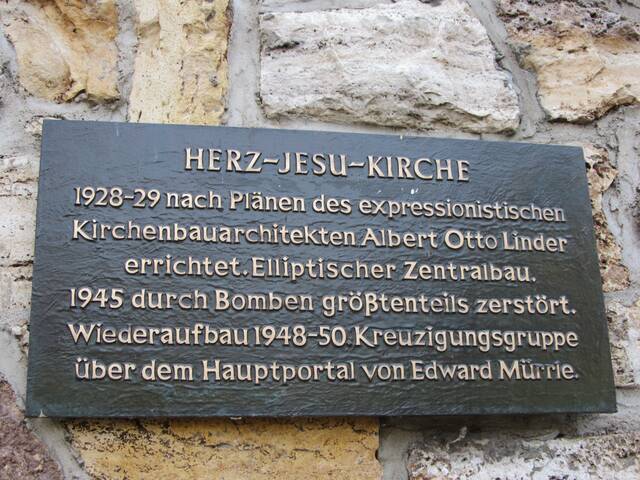 HERZ-JESU-KIRCHE
1928-29 nach Plänen des expressionistischen
Kirchenbauarchitekten Albert Otto Linder
errichtet. Elliptischer Zentralbau.
1945 durch Bomben größtenteils zerstört.
Wiederaufbau 1948-50. Kreuzigungsgruppe
über dem Hauptportal von Edward Mürrle.